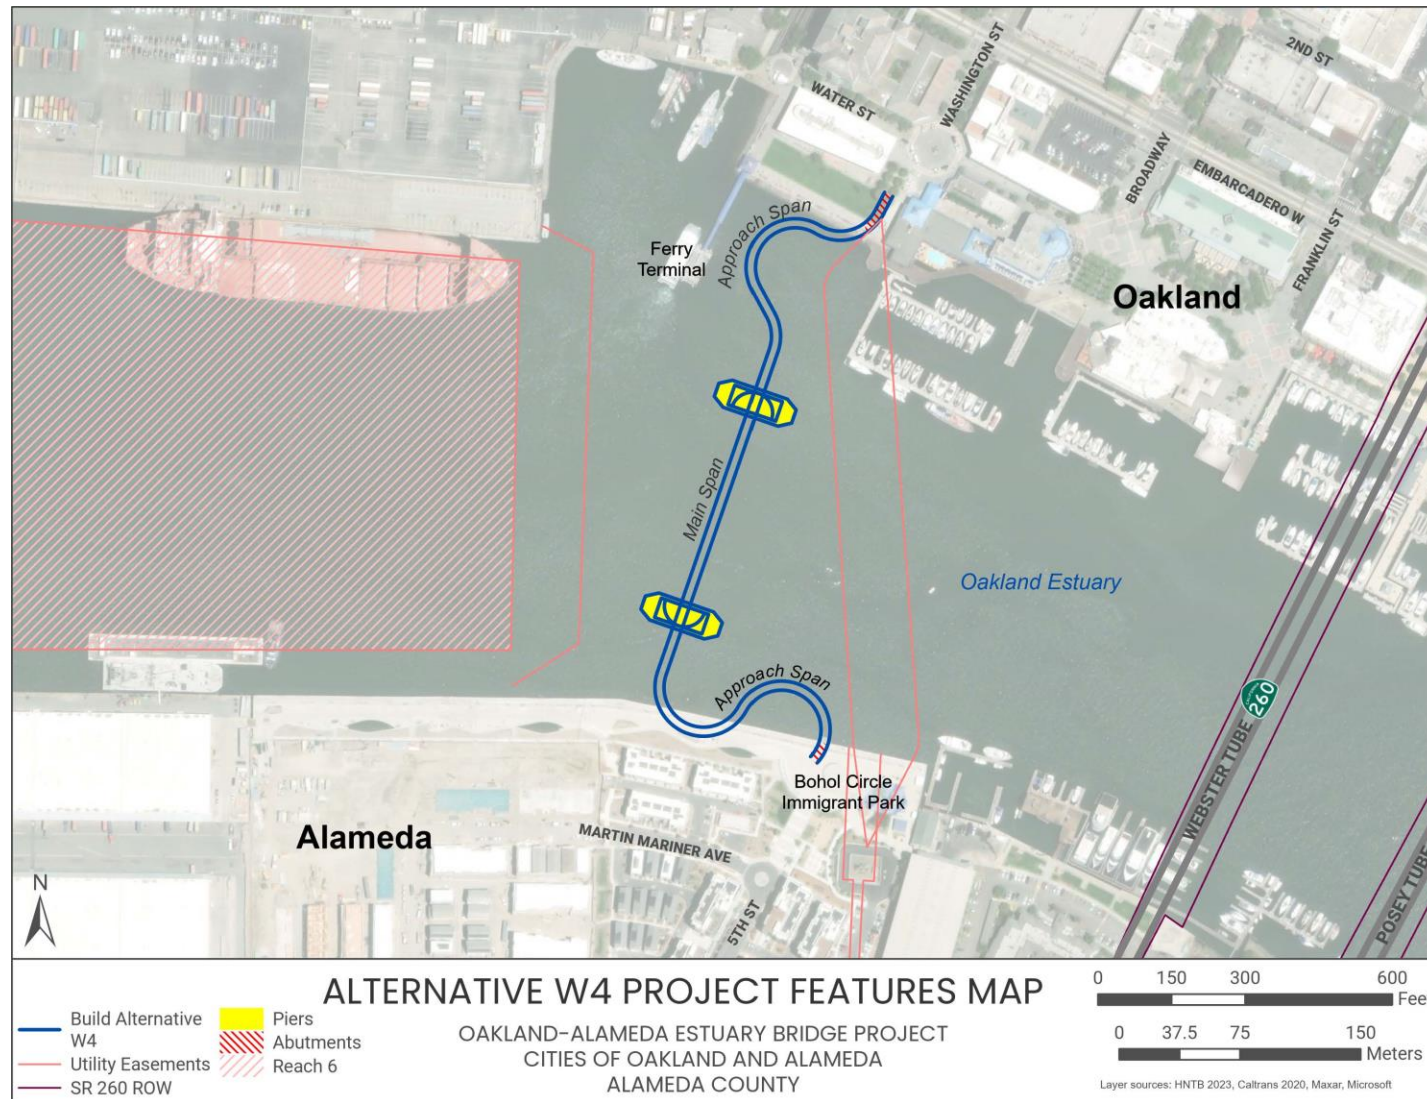 WATER ST
WASHINGTON ST
2ND ST
BROADWAY
EMBARCADERO W
FRANKLIN ST
Approach Span
Ferry
Terminal
Oakland
Main Span
Oakland Estuary
Approach Span
CALIFORNIA
260
WEBSTER TUBE
POSEY TUBE
Bohol Circle
Immigrant Park
Alameda
MARTIN MARINER AVE
5TH ST
N
ALTERNATIVE W4 PROJECT FEATURES MAP
OAKLAND-ALAMEDA ESTUARY BRIDGE PROJECT
CITIES OF OAKLAND AND ALAMEDA
ALAMEDA COUNTY
Build Alternative
W4
Utility Easements
SR 260 ROW
Piers
Abutments
Reach 6
0 150 300 600
Fee
0 37.5 75 150
Meters
Layer sources: HNTB 2023, Caltrans 2020, Maxar, Microsoft